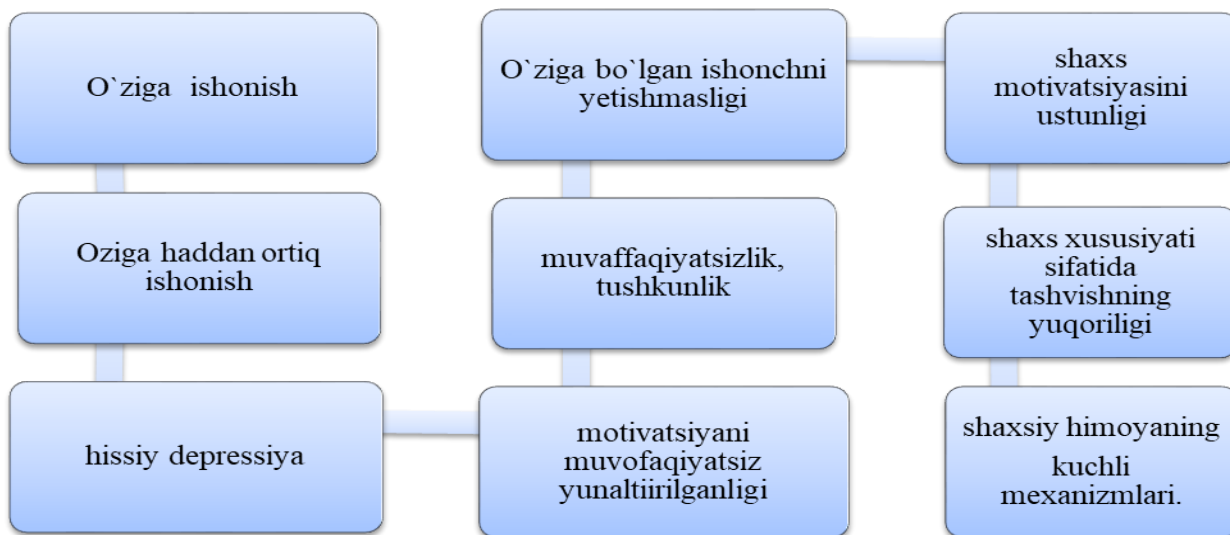 O`ziga ishonish
Oziga haddan ortiq
ishonish
hissiy depressiya
motivatsiyani
muvofaqiyatsiz
yunaltiirilganligi
muvaffaqiyatsizlik,
tushkunlik
O`ziga bo`lgan ishonchni
yetishmasligi
shaxs
motivatsiyasini
ustunligi
shaxs xususiyati
sifatida
tashvishning
yuqoriligi
shaxsiy himoyaning
kuchli
mexanizmlari.